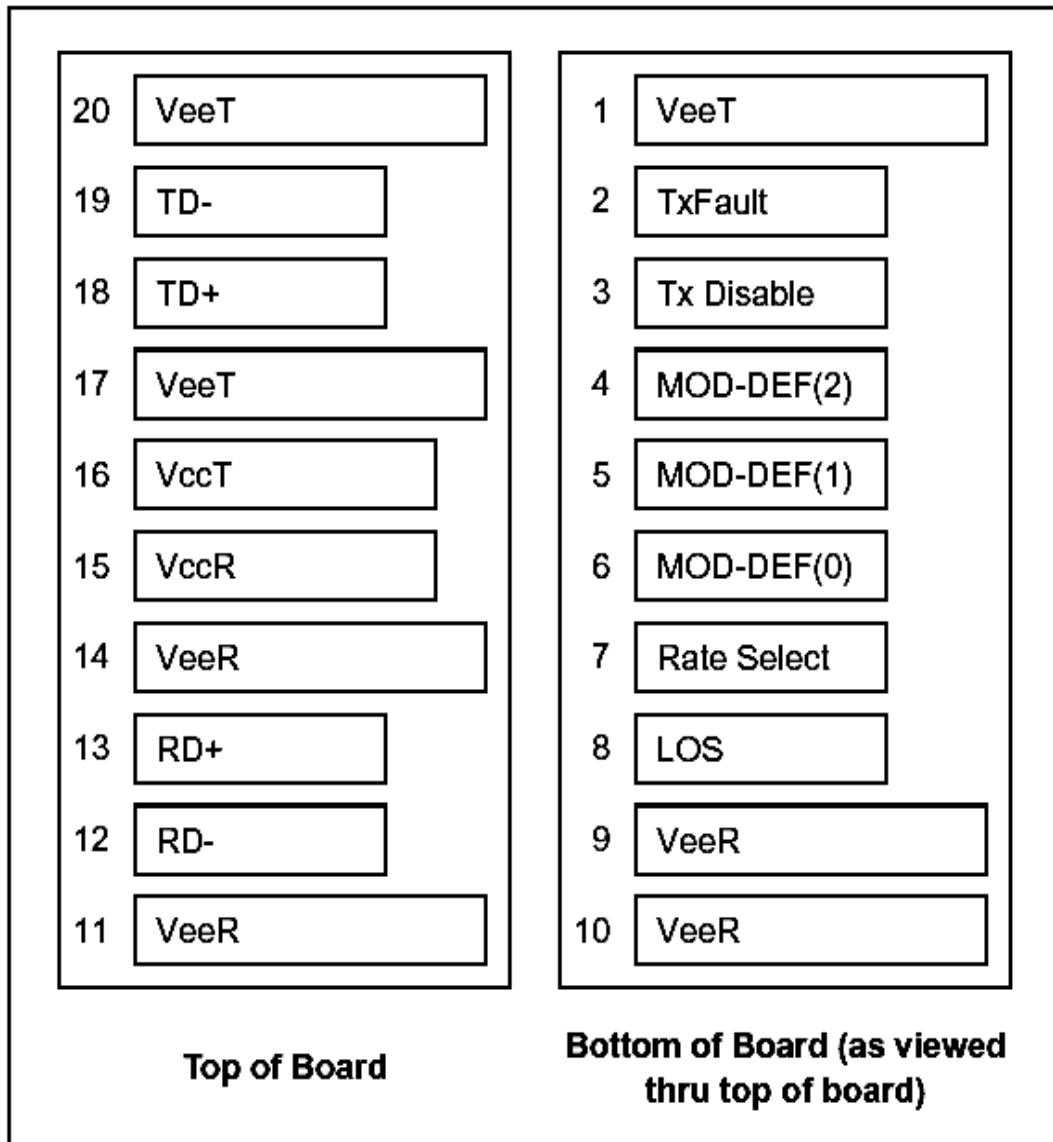 20 VeeT
19 TD-
18 TD+
17 VeeT
16 VccT
15 VccR
14 VeeR
13 RD+
12 RD-
11 VeeR
Top of Board
1 VeeT
2 TxFault
3 Tx Disable
4 MOD-DEF(2)
5 MOD-DEF(1)
6 MOD-DEF(0)
7 Rate Select
8 LOS
9 VeeR
10 VeeR
Bottom of Board (as viewed
thru top of board)